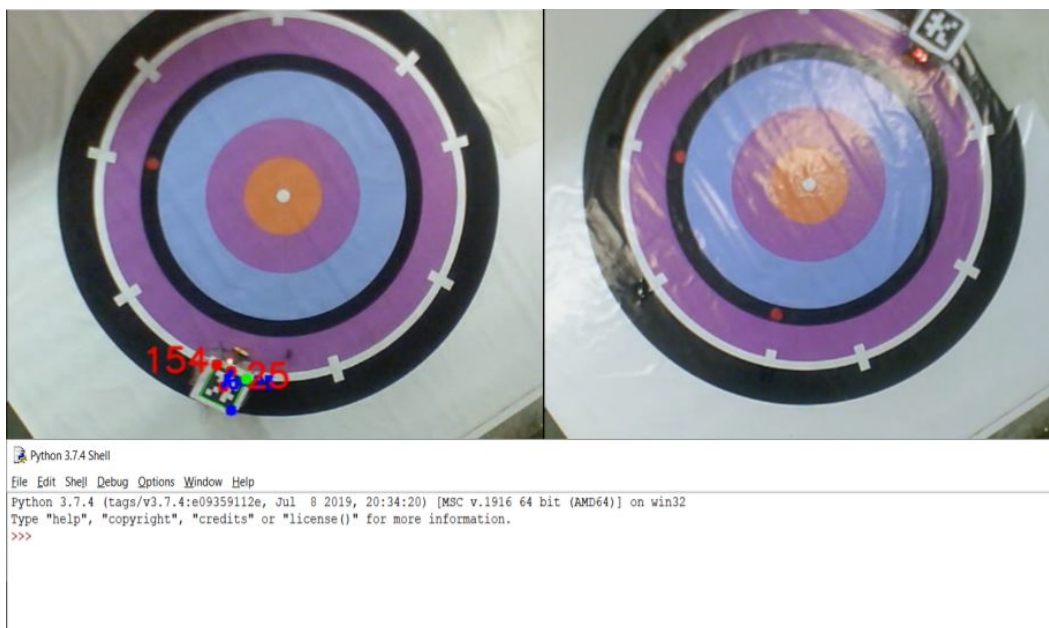 154
25
Python 3.7.4 Shell
File Edit Shell Debug Options Window Help
Python 3.7.4 (tags/v3.7.4:e09359112e, Jul  8 2019, 20:34:20) [MSC v.1916 64 bit (AMD64)] on win32
Type "help", "copyright", "credits" or "license()" for more information.
>>>